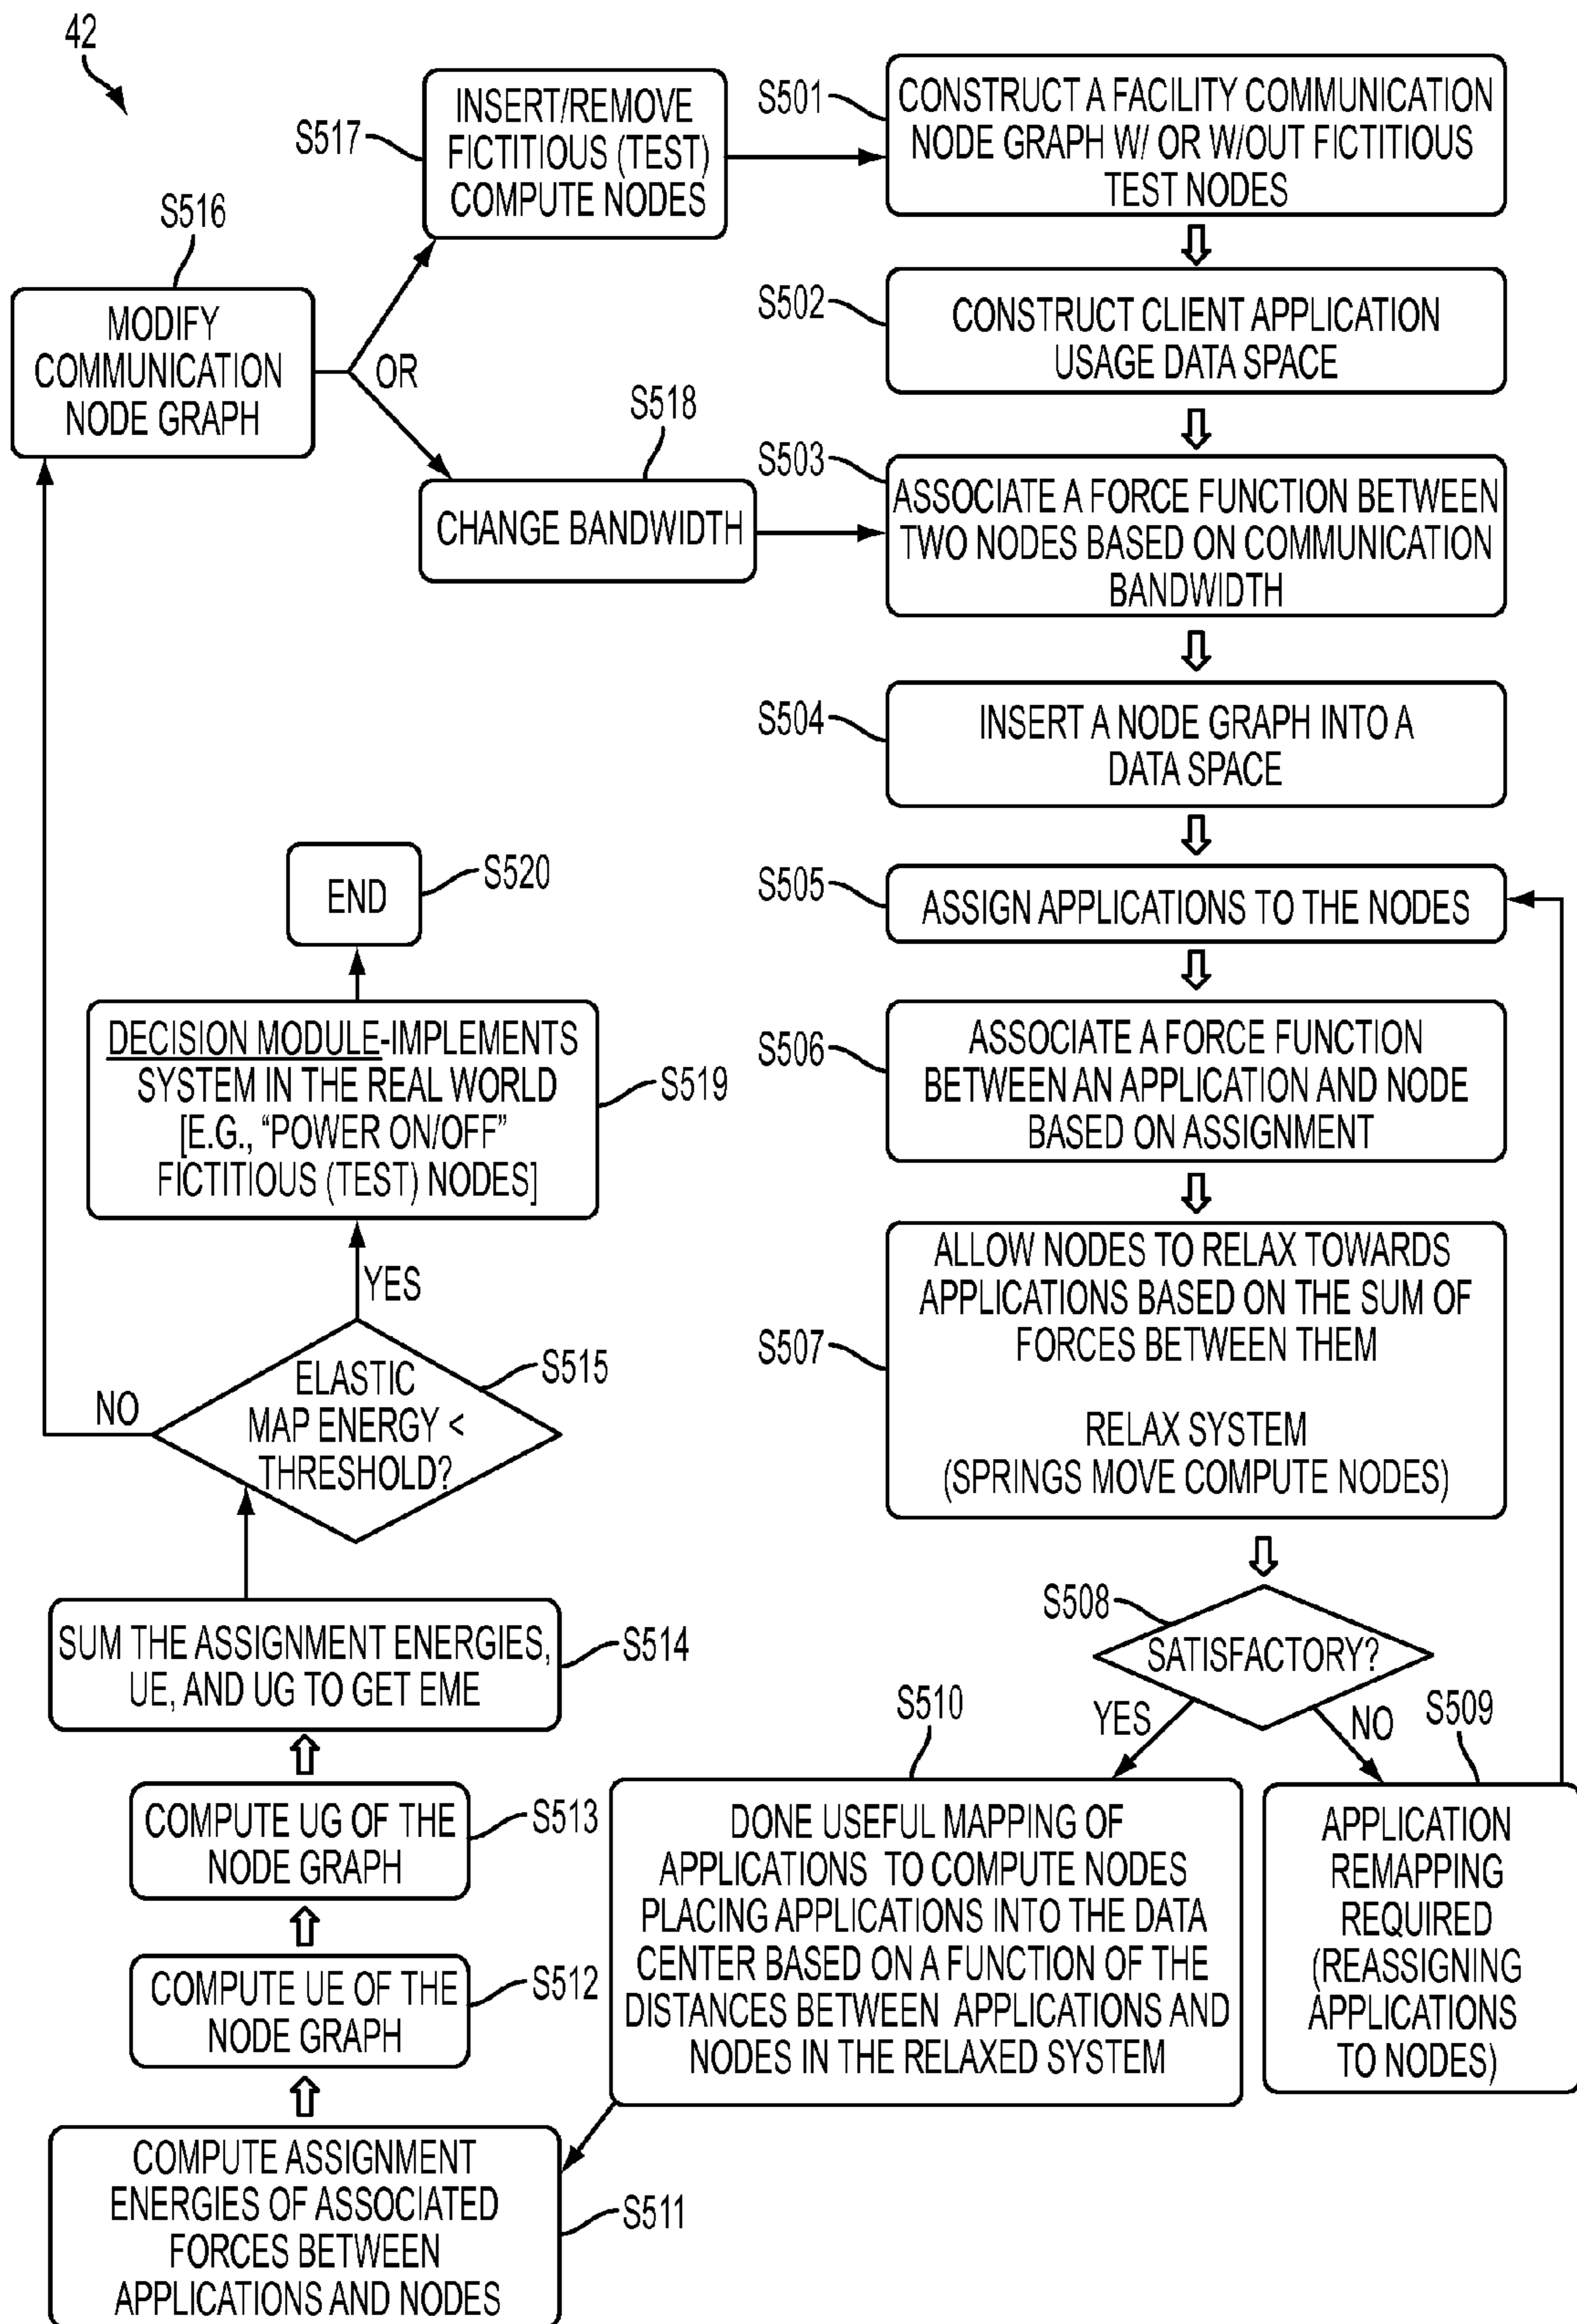 42
S517
INSERT/REMOVE
FICTITIOUS (TEST)
COMPUTE NODES
S501
CONSTRUCT A FACILITY COMMUNICATION
NODE GRAPH W/ OR W/OUT FICTITIOUS
TEST NODES
S516
MODIFY
COMMUNICATION
NODE GRAPH
OR
S502
CONSTRUCT CLIENT APPLICATION
USAGE DATA SPACE
S518
CHANGE BANDWIDTH
S503
ASSOCIATE A FORCE FUNCTION BETWEEN
TWO NODES BASED ON COMMUNICATION
BANDWIDTH
S504
INSERT A NODE GRAPH INTO A
DATA SPACE
S505
ASSIGN APPLICATIONS TO THE NODES
S506
ASSOCIATE A FORCE FUNCTION
BETWEEN AN APPLICATION AND NODE
BASED ON ASSIGNMENT
S507
ALLOW NODES TO RELAX TOWARDS
APPLICATIONS BASED ON THE SUM OF
FORCES BETWEEN THEM
RELAX SYSTEM
(SPRINGS MOVE COMPUTE NODES)
S508
SATISFACTORY?
YES
NO
S509
APPLICATION
REMAPPING
REQUIRED
(REASSIGNING
APPLICATIONS
TO NODES)
S510
DONE USEFUL MAPPING OF
APPLICATIONS TO COMPUTE NODES
PLACING APPLICATIONS INTO THE DATA
CENTER BASED ON A FUNCTION OF THE
DISTANCES BETWEEN APPLICATIONS AND
NODES IN THE RELAXED SYSTEM
COMPUTE ASSIGNMENT
ENERGIES OF ASSOCIATED
FORCES BETWEEN
APPLICATIONS AND NODES
S511
COMPUTE UE OF THE
NODE GRAPH
S512
COMPUTE UG OF THE
NODE GRAPH
S513
SUM THE ASSIGNMENT ENERGIES,
UE, AND UG TO GET EME
S514
ELASTIC
MAP ENERGY <
THRESHOLD?
S515
NO
YES
DECISION MODULE-IMPLEMENTS
SYSTEM IN THE REAL WORLD
[E.G., “POWER ON/OFF”
FICTITIOUS (TEST) NODES]
S519
END
S520